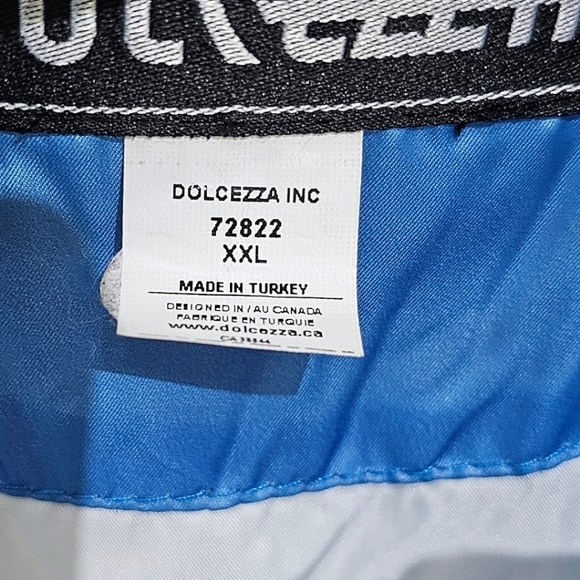 DOLCEZZA INC
72822
XXL
MADE IN TURKEY
DESIGNED IN/AU CANADA
FABRIQUE EN TURQUIE
www.dolcezza.ca